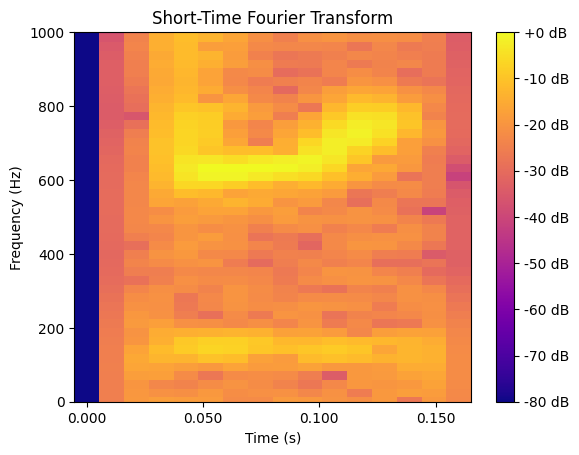 Short-Time Fourier Transform
1000
800
600
400
200
0
Frequency (Hz)
0.000
0.050
0.100
0.150
Time (s)
+0 dB
-10 dB
-20 dB
-30 dB
-40 dB
-50 dB
-60 dB
-70 dB
-80 dB